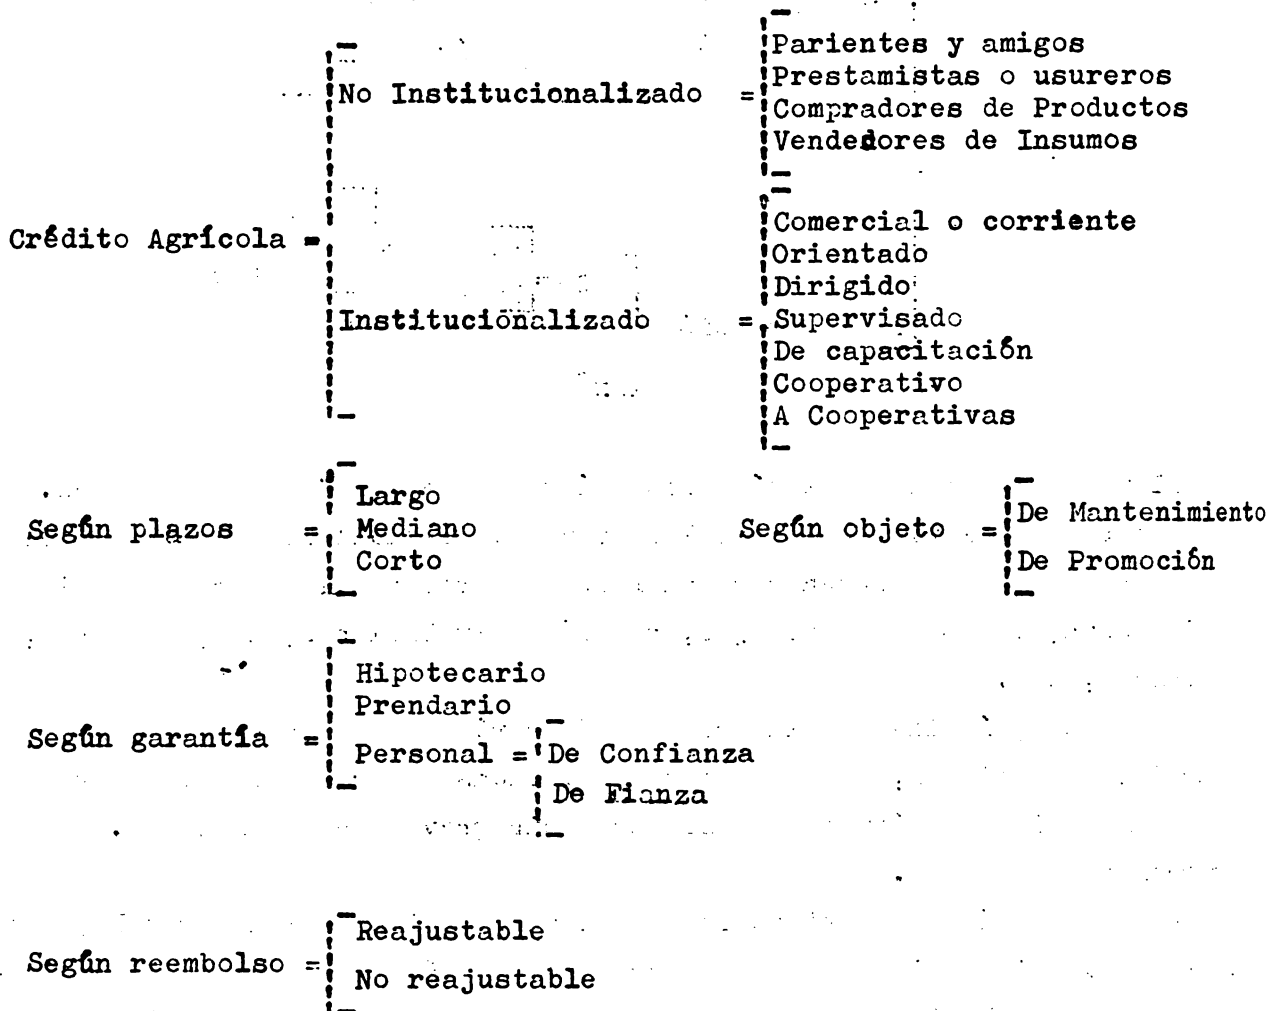 Parientes y amigos
Prestamistas o usureros
No Institucionalizado =
Compradores de Productos
Vendedores de Insumos
Crédito Agrícola =
Comercial o corriente
Orientado
Dirigido
Institucionalizado =
Supervisado
De capacitación
Cooperativo
A Cooperativas
Según plazos =
Largo
Mediano
Corto
Según objeto =
De Mantenimiento
De Promoción
Según garantía =
Hipotecario
Prendario
Personal = De Confianza
De Fianza
Según reembolso =
Reajustable
No reajustable